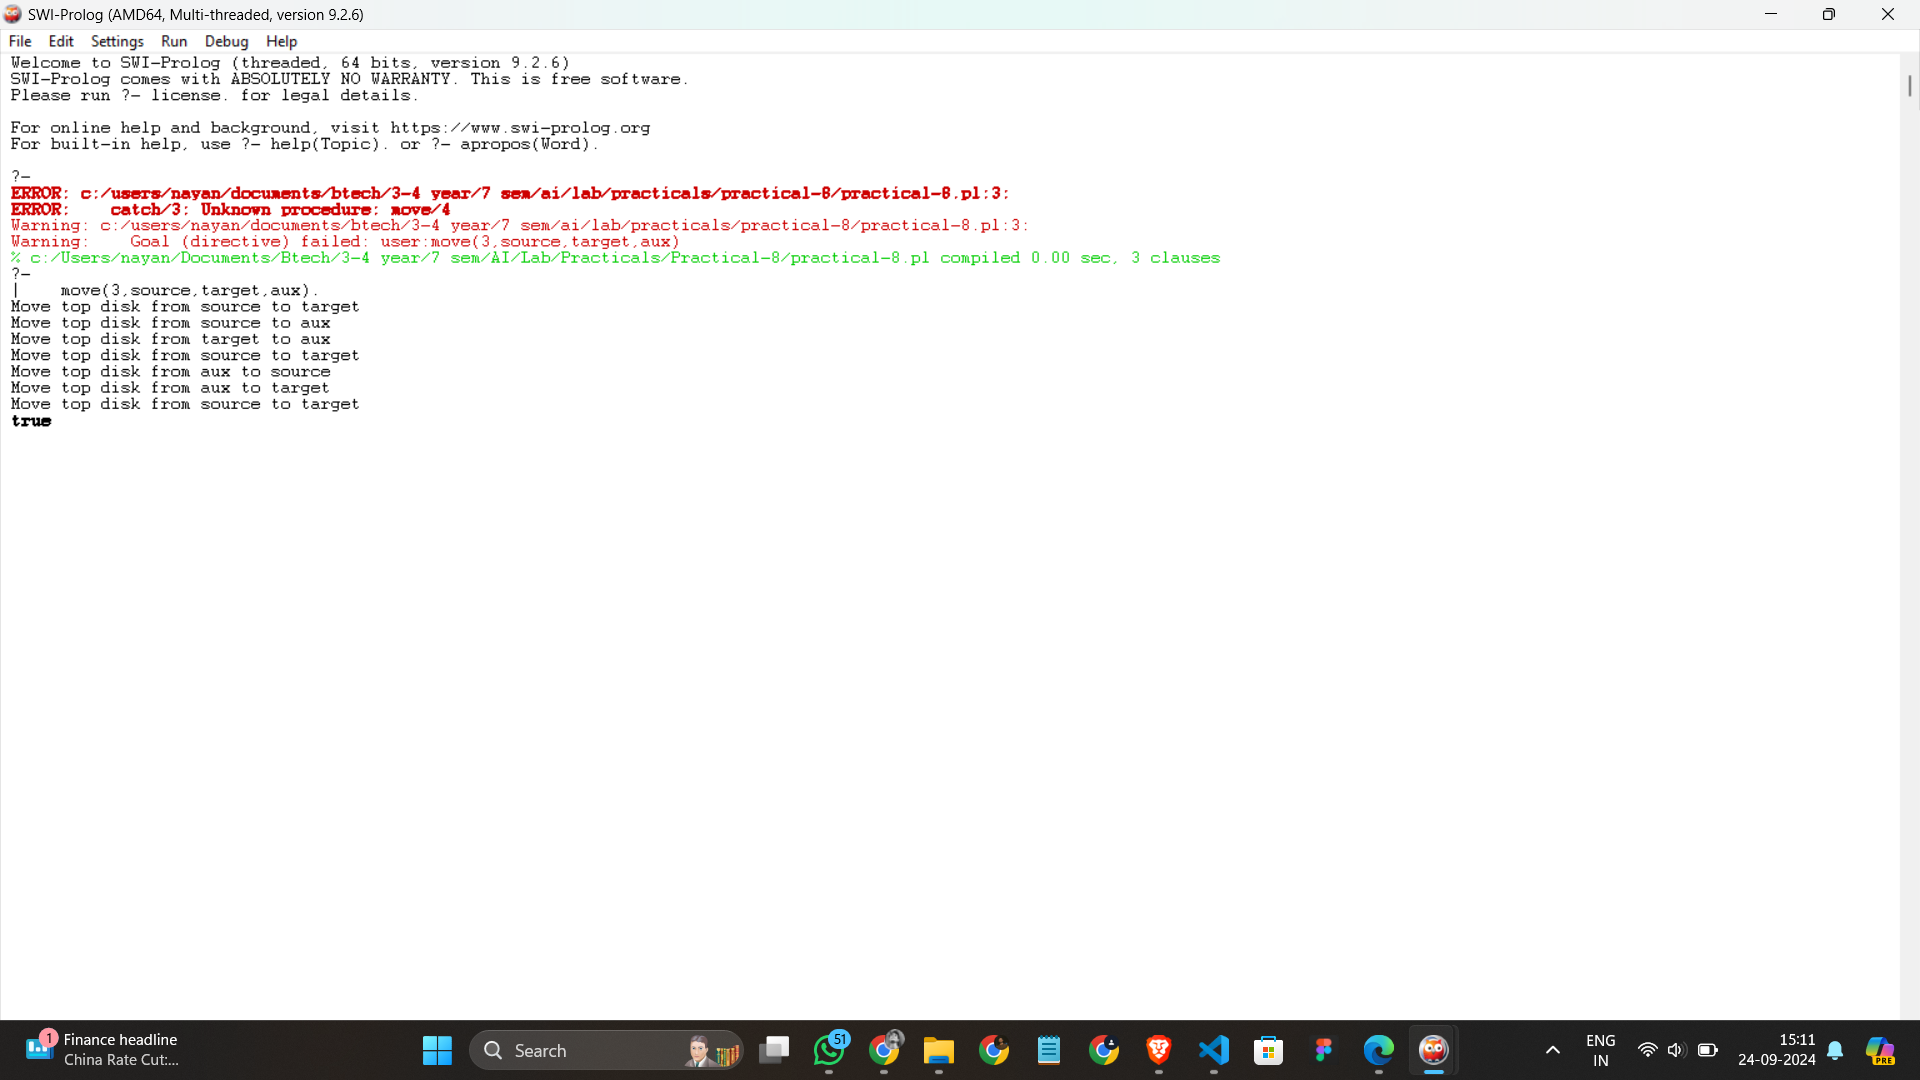 SWI-Prolog (AMD64, Multi-threaded, version 9.2.6)
File Edit Settings Run Debug Help
Welcome to SWI-Prolog (threaded, 64 bits, version 9.2.6)
SWI-Prolog comes with ABSOLUTELY NO WARRANTY. This is free software.
Please run ?- license. for legal details.
For online help and background, visit https://www.swi-prolog.org
For built-in help, use ?- help(Topic). or ?- apropos(Word).
?-
ERROR: c:/users/nayan/documents/btech/3-4 year/7 sem/ai/lab/practicals/practical-8/practical-8.pl:3:
ERROR:    catch/3: Unknown procedure: move/4
Warning: c:/users/nayan/documents/btech/3-4 year/7 sem/ai/lab/practicals/practical-8/practical-8.pl:3:
Warning:    Goal (directive) failed: user:move(3,source,target,aux)
% c:/Users/nayan/Documents/Btech/3-4 year/7 sem/AI/Lab/Practicals/Practical-8/practical-8.pl compiled 0.00 sec, 3 clauses
?-
|    move(3,source,target,aux).
Move top disk from source to target
Move top disk from source to aux
Move top disk from target to aux
Move top disk from source to target
Move top disk from aux to source
Move top disk from aux to target
Move top disk from source to target
true
1
Finance headline
China Rate Cut:...
Search
51
ENG
IN
15:11
24-09-2024
PRE